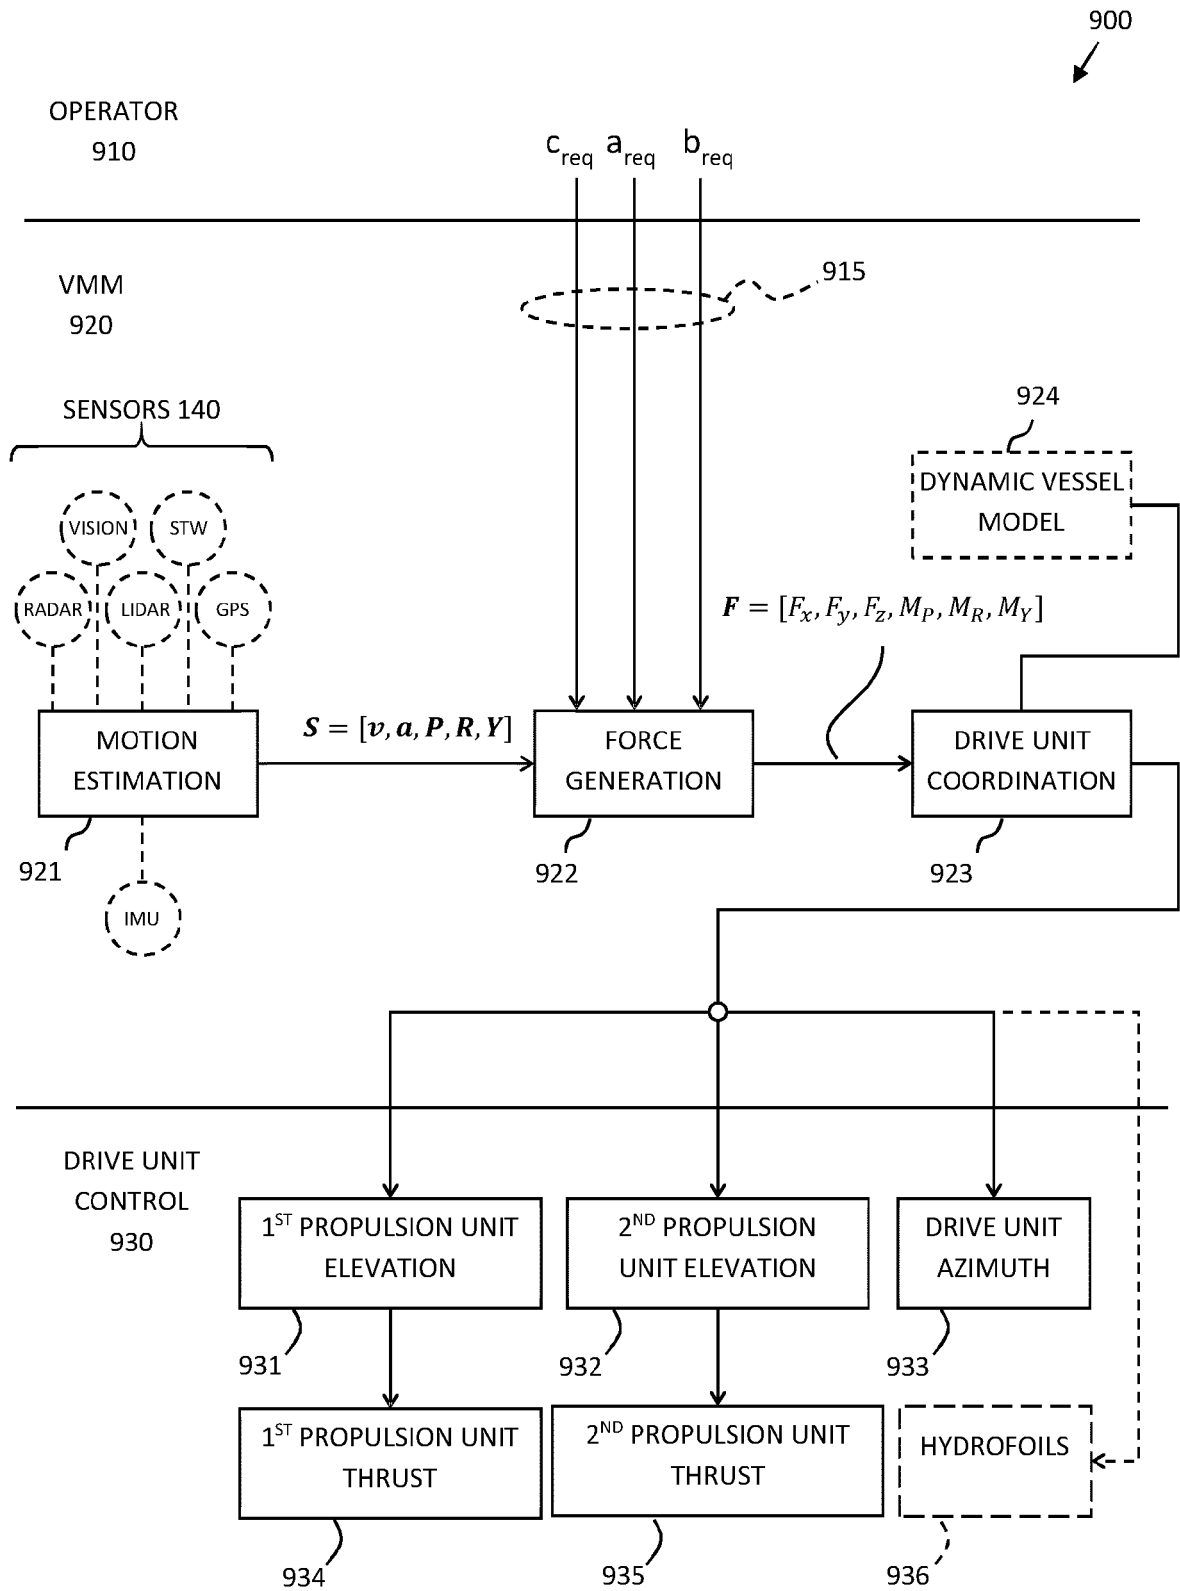 900
OPERATOR
910
c_req a_req b_req
VMM
920
915
SENSORS 140
924
DYNAMIC VESSEL
MODEL
VISION STW
RADAR LIDAR GPS
F = [F_x, F_y, F_z, M_P, M_R, M_Y]
S = [v, a, P, R, Y]
MOTION
ESTIMATION
FORCE
GENERATION
DRIVE UNIT
COORDINATION
921
922
923
IMU
DRIVE UNIT
CONTROL
930
1ST PROPULSION UNIT
ELEVATION
2ND PROPULSION
UNIT ELEVATION
DRIVE UNIT
AZIMUTH
931
932
933
1ST PROPULSION UNIT
THRUST
2ND PROPULSION UNIT
THRUST
HYDROFOILS
934
935
936